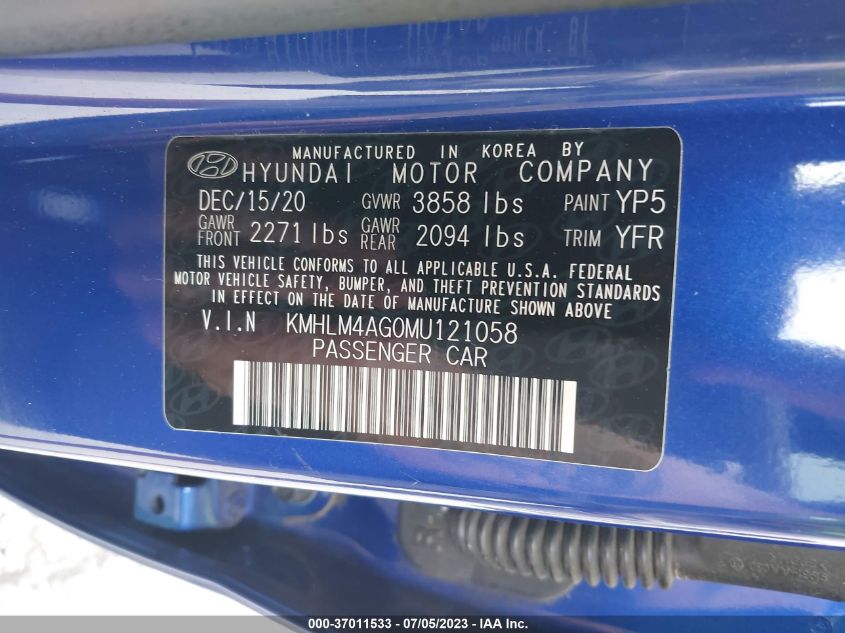 MANUFACTURED IN KOREA BY
HYUNDAI MOTOR COMPANY
DEC/15/20 GVWR 3858 lbs PAINT YP5
GAWR FRONT 2271 lbs GAWR REAR 2094 lbs TRIM YFR
THIS VEHICLE CONFORMS TO ALL APPLICABLE U.S.A. FEDERAL
MOTOR VEHICLE SAFETY, BUMPER, AND THEFT PREVENTION STANDARDS
IN EFFECT ON THE DATE OF MANUFACTURE SHOWN ABOVE
V.I.N KMHLM4AG0MU121058
PASSENGER CAR
R-
000-37011533 - 07/05/2023 - IAA Inc.